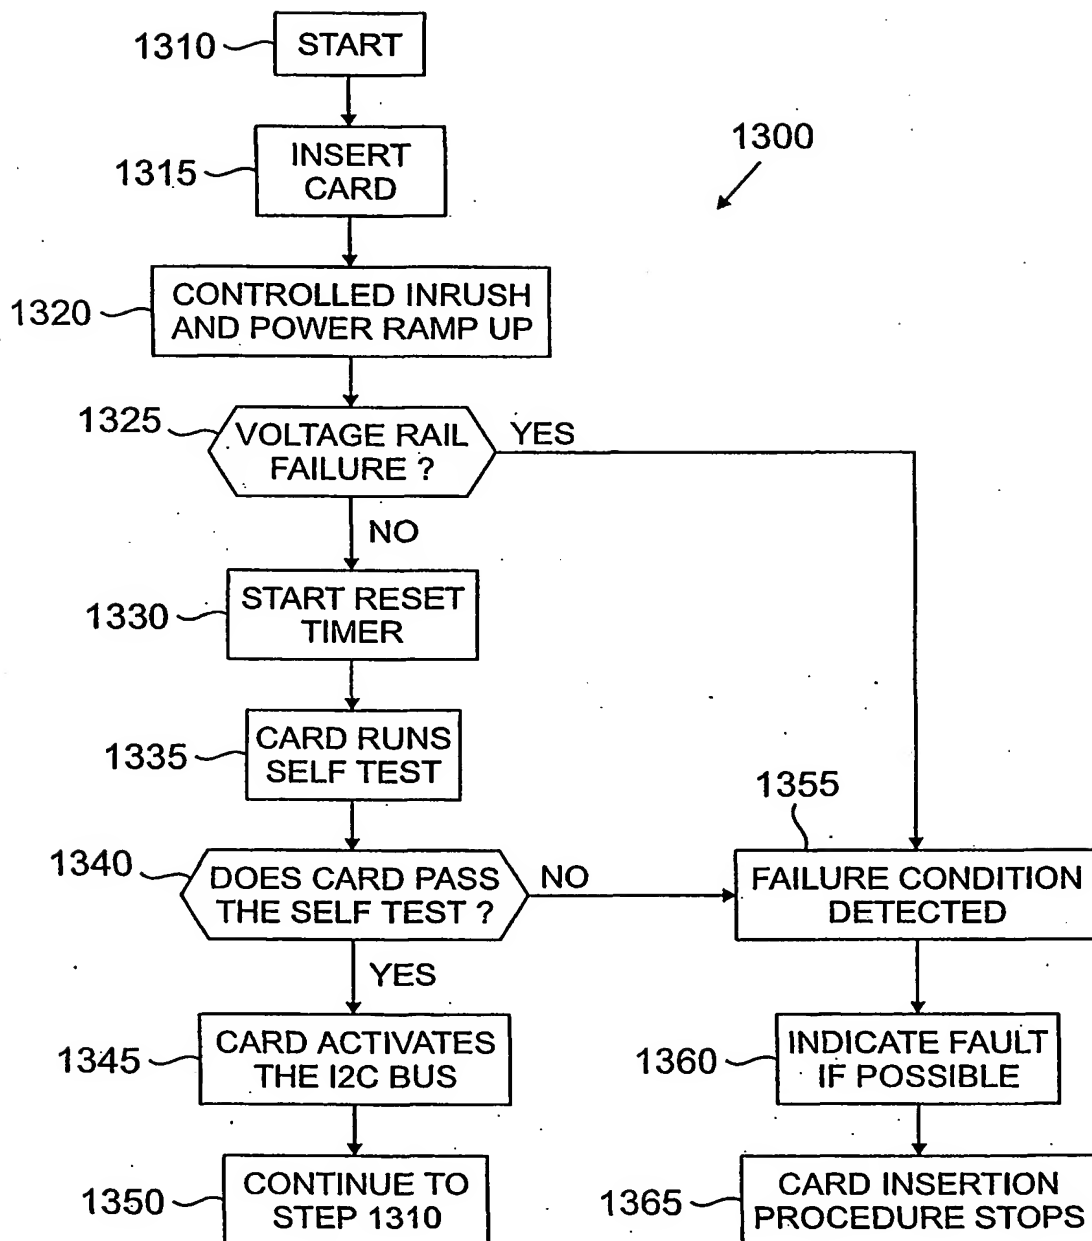 1310
START
1300
1315
INSERT
CARD
1320
CONTROLLED INRUSH
AND POWER RAMP UP
1325
VOLTAGE RAIL
FAILURE ?
YES
NO
1330
START RESET
TIMER
1335
CARD RUNS
SELF TEST
1355
1340
DOES CARD PASS
THE SELF TEST ?
NO
FAILURE CONDITION
DETECTED
YES
1345
CARD ACTIVATES
THE I2C BUS
1360
INDICATE FAULT
IF POSSIBLE
1350
CONTINUE TO
STEP 1310
1365
CARD INSERTION
PROCEDURE STOPS